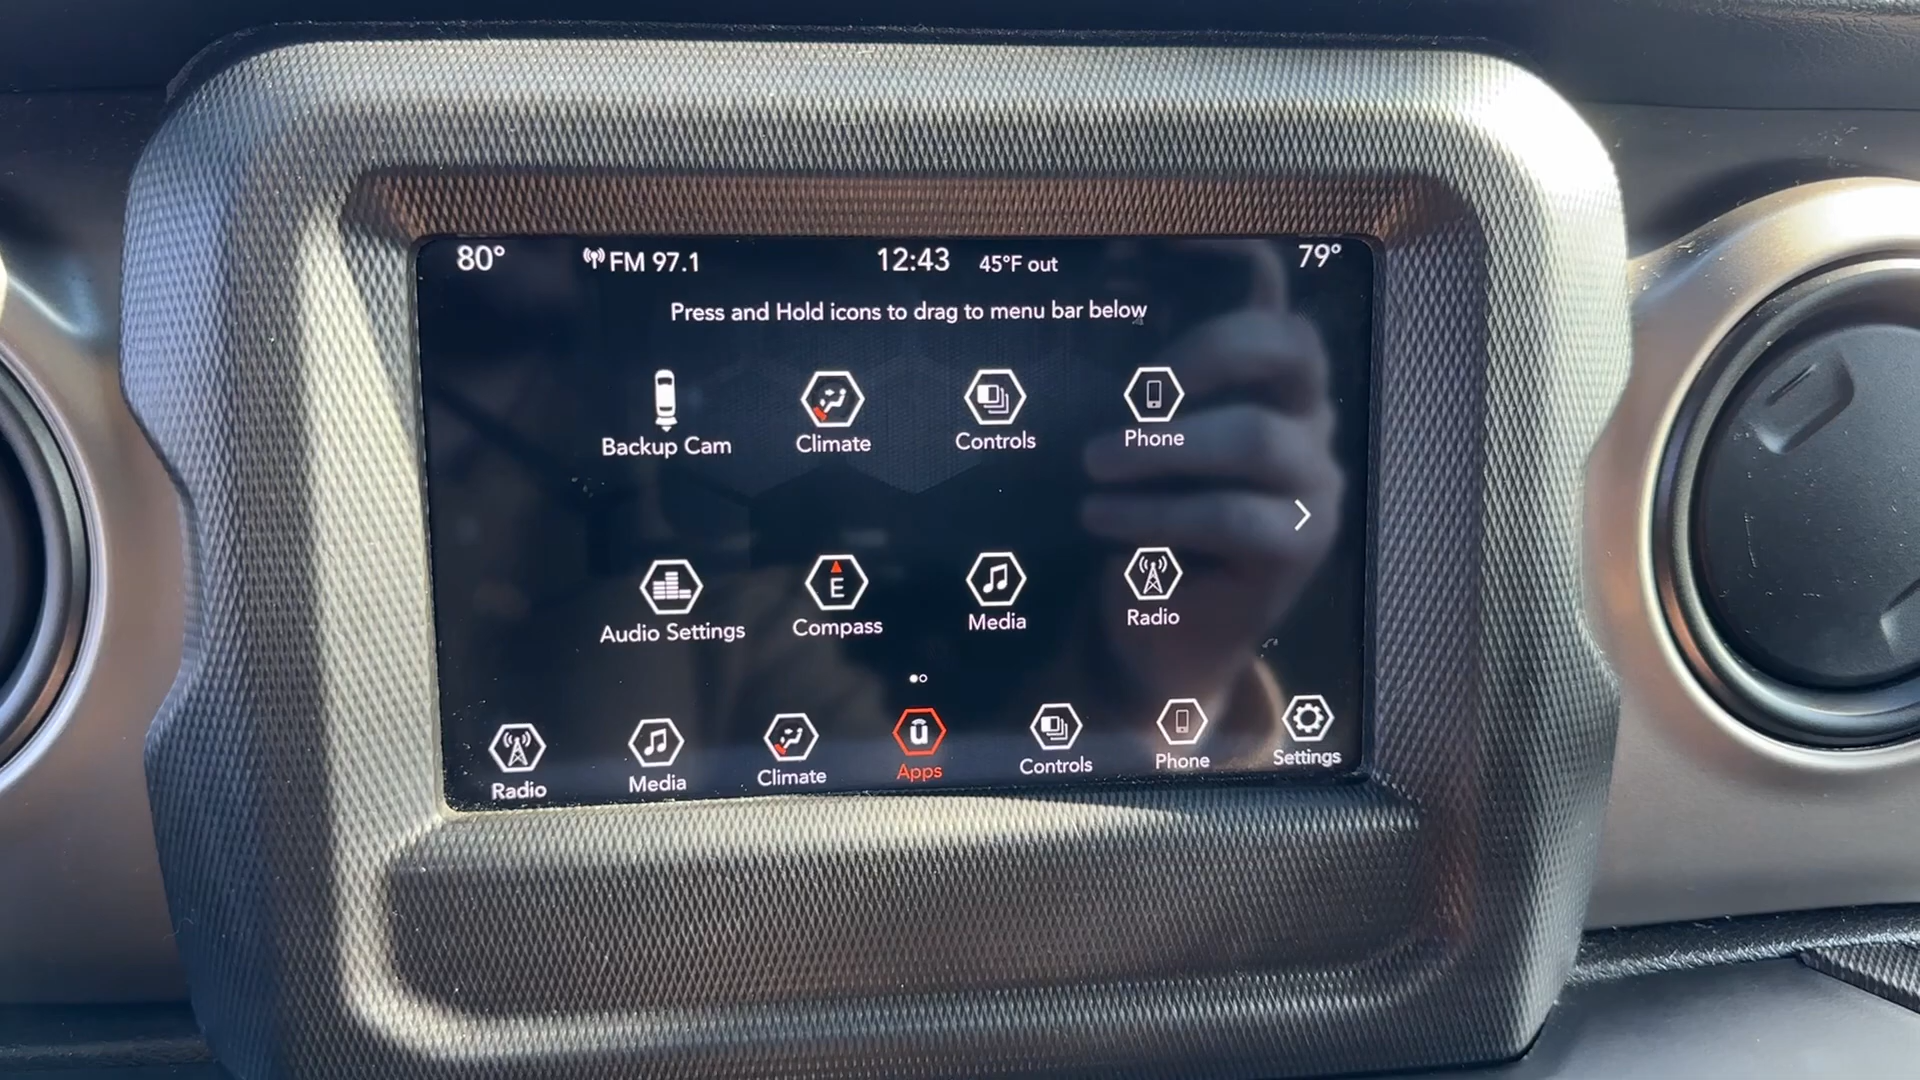 80° FM 97.1 12:43 45°F out 79°
Press and Hold icons to drag to menu bar below
Backup Cam Climate Controls Phone
E
Audio Settings Compass Media Radio
ū
Radio Media Climate Apps Controls Phone Settings